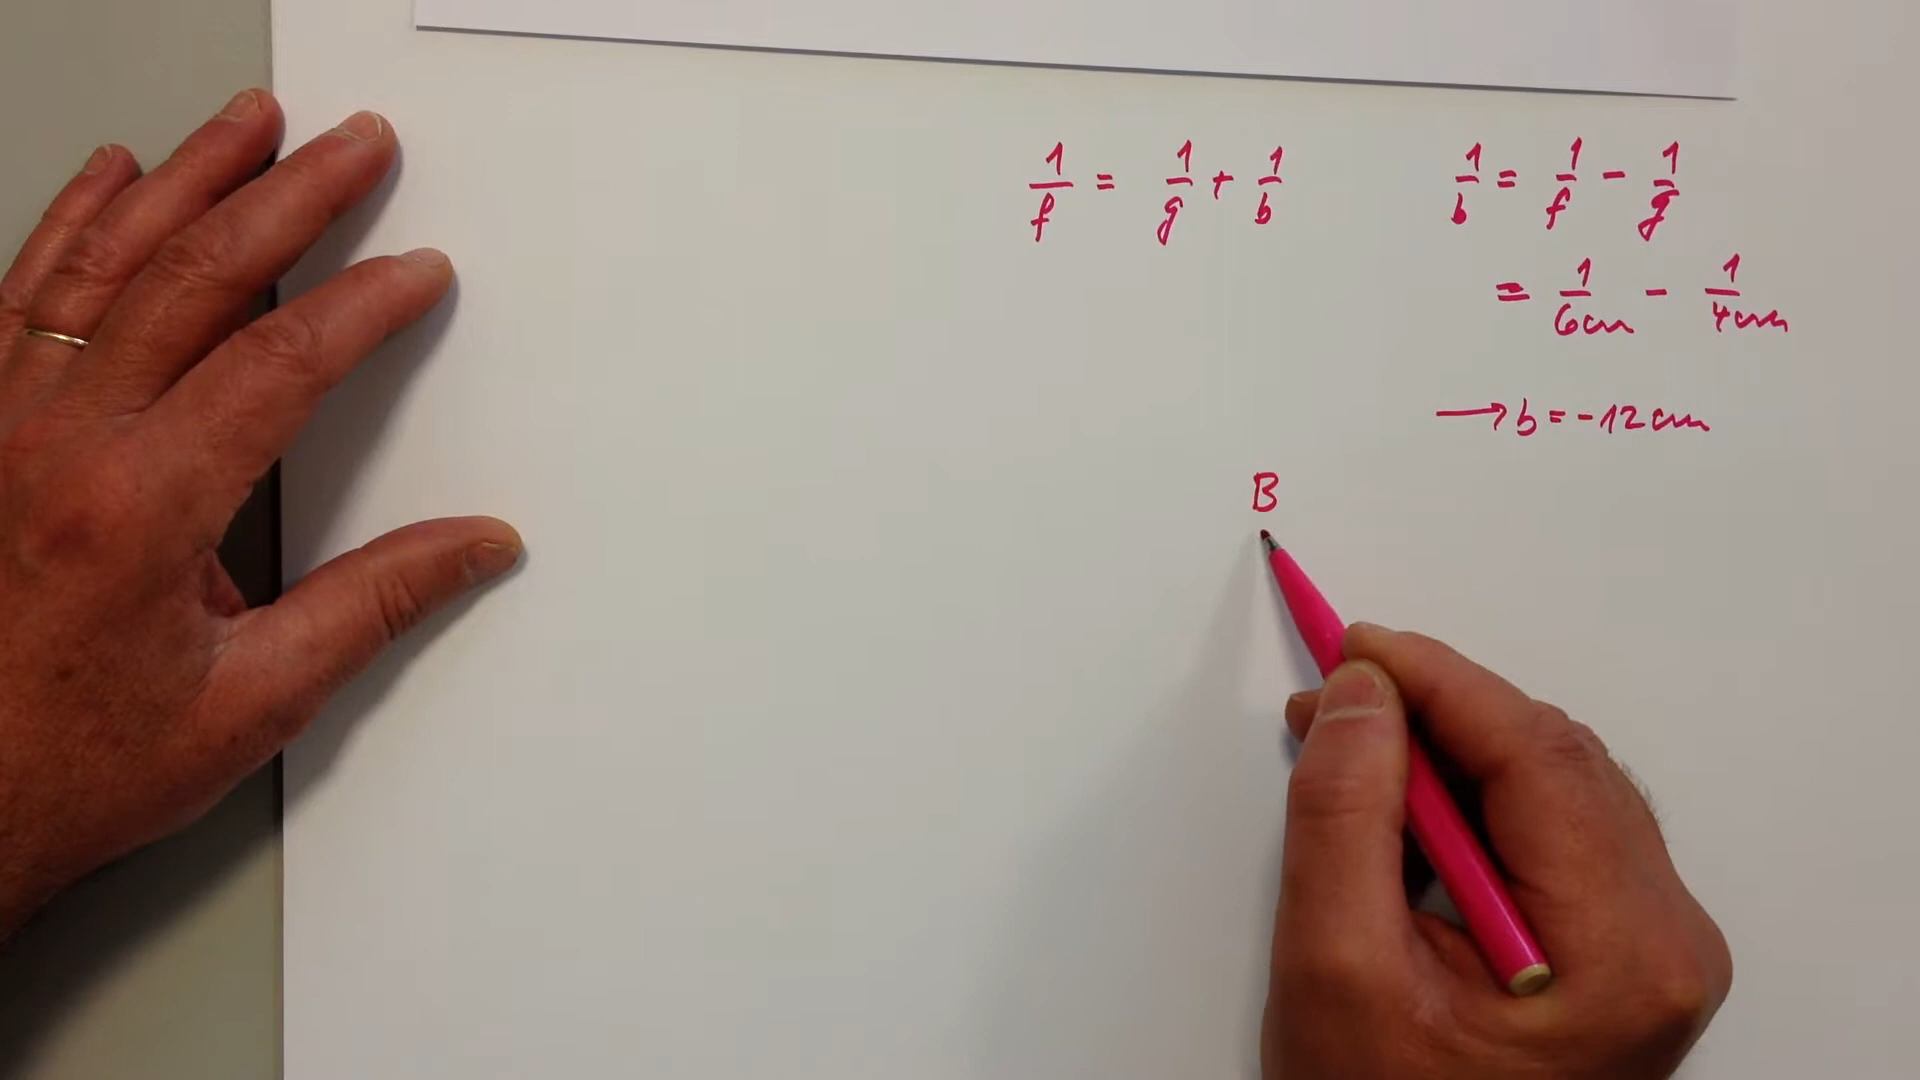 1/f = 1/g + 1/b
1/b = 1/f - 1/g
= 1/6cm - 1/4cm
→ b = -12cm
B